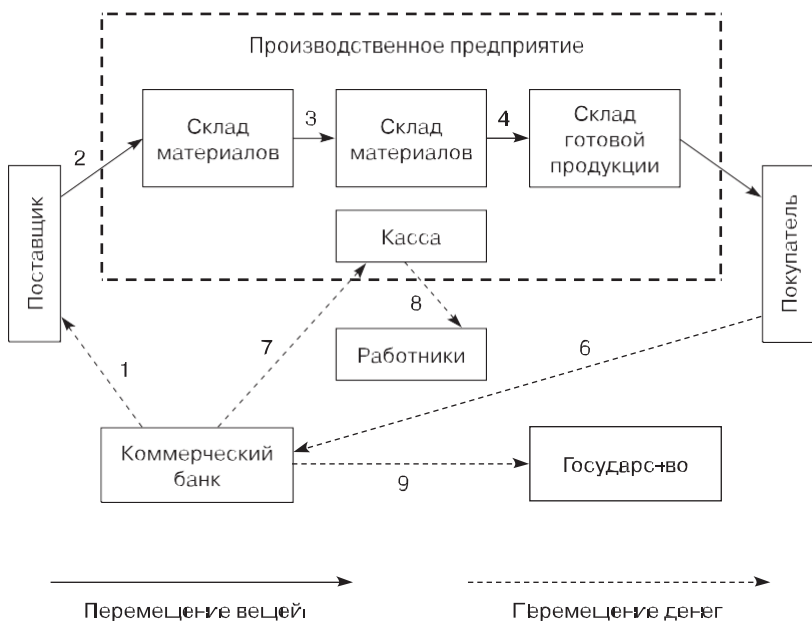 Производственное предприятие
Склад
материалов
3
Склад
материалов
4
Склад
готовой
продукции
2
Поставщик
Покупатель
Касса
8
7
Работники
6
1
Коммерческий
банк
9
Государство
Перемещение вещей
Перемещение денег